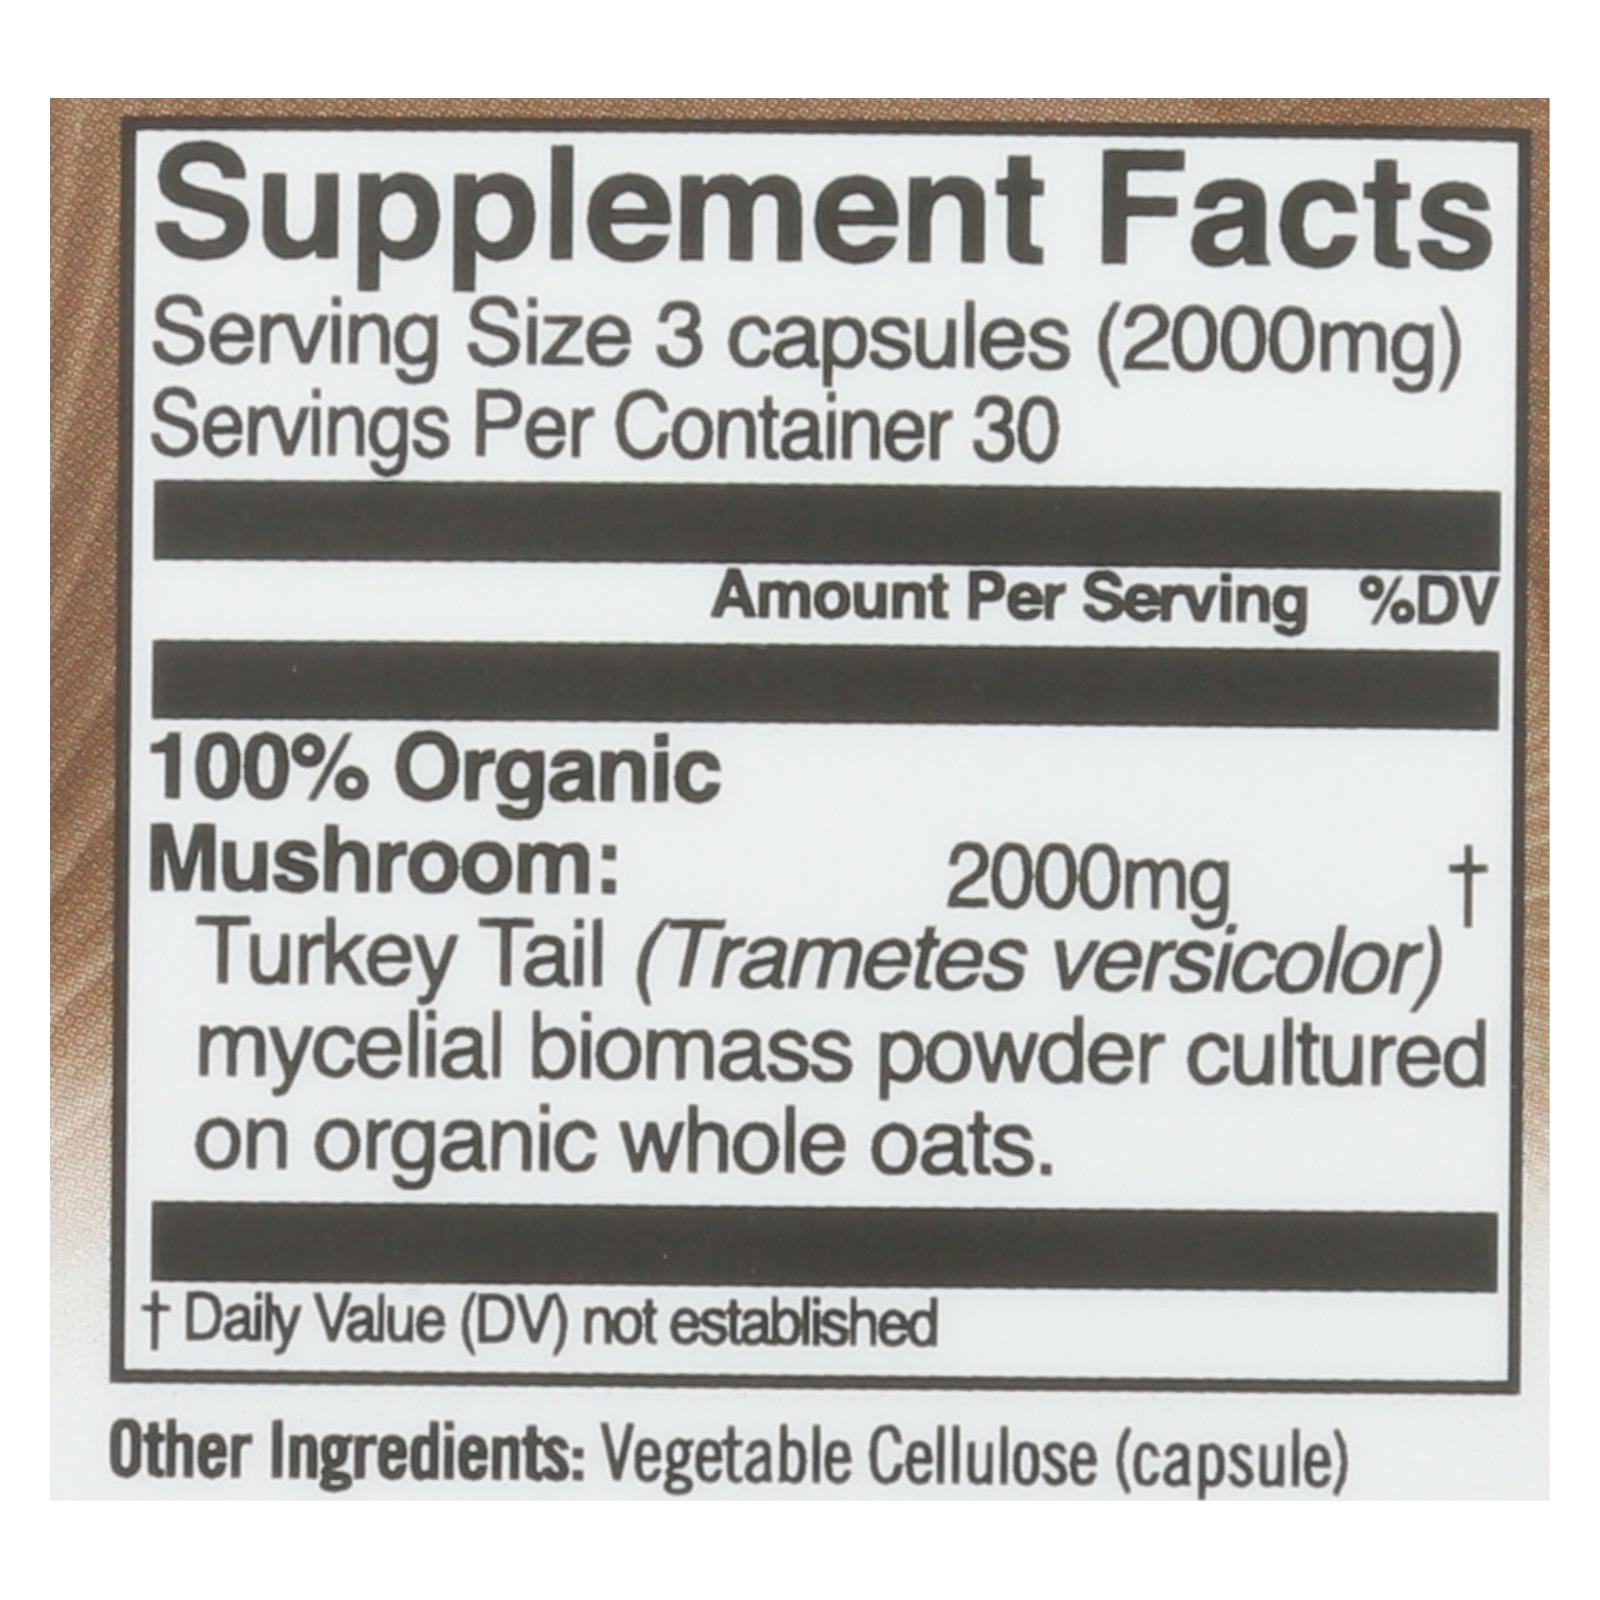 Supplement Facts
Serving Size 3 capsules (2000mg)
Servings Per Container 30
Amount Per Serving %DV
100% Organic
Mushroom: 2000mg †
Turkey Tail (Trametes versicolor)
mycelial biomass powder cultured
on organic whole oats.
† Daily Value (DV) not established
Other Ingredients: Vegetable Cellulose (capsule)